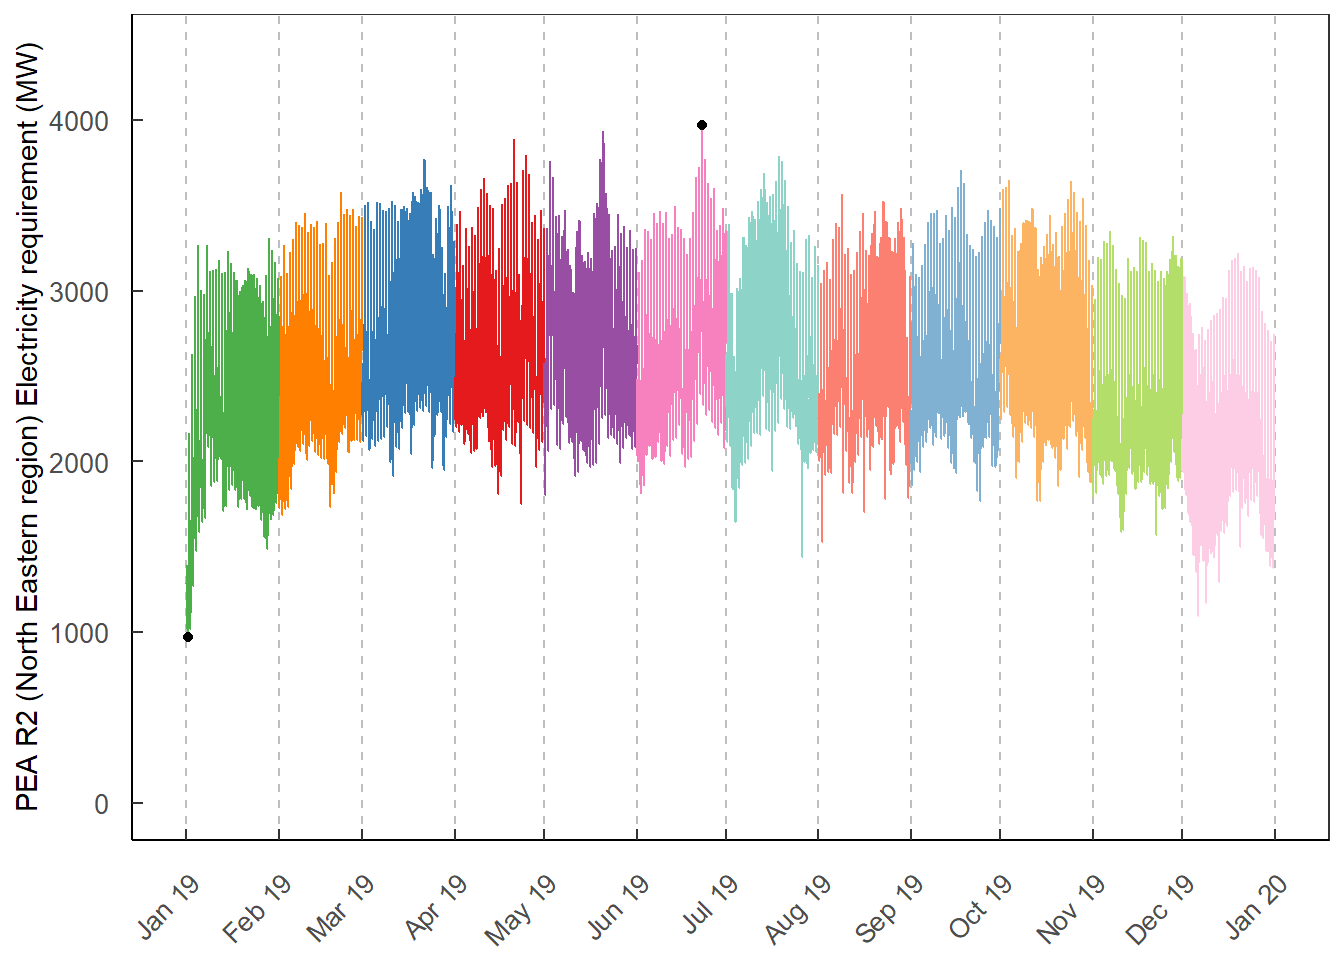 PEA R2 (North Eastern region) Electricity requirement (MW)
4000
3000
2000
1000
0
Jan 19
Feb 19
Mar 19
Apr 19
May 19
Jun 19
Jul 19
Aug 19
Sep 19
Oct 19
Nov 19
Dec 19
Jan 20